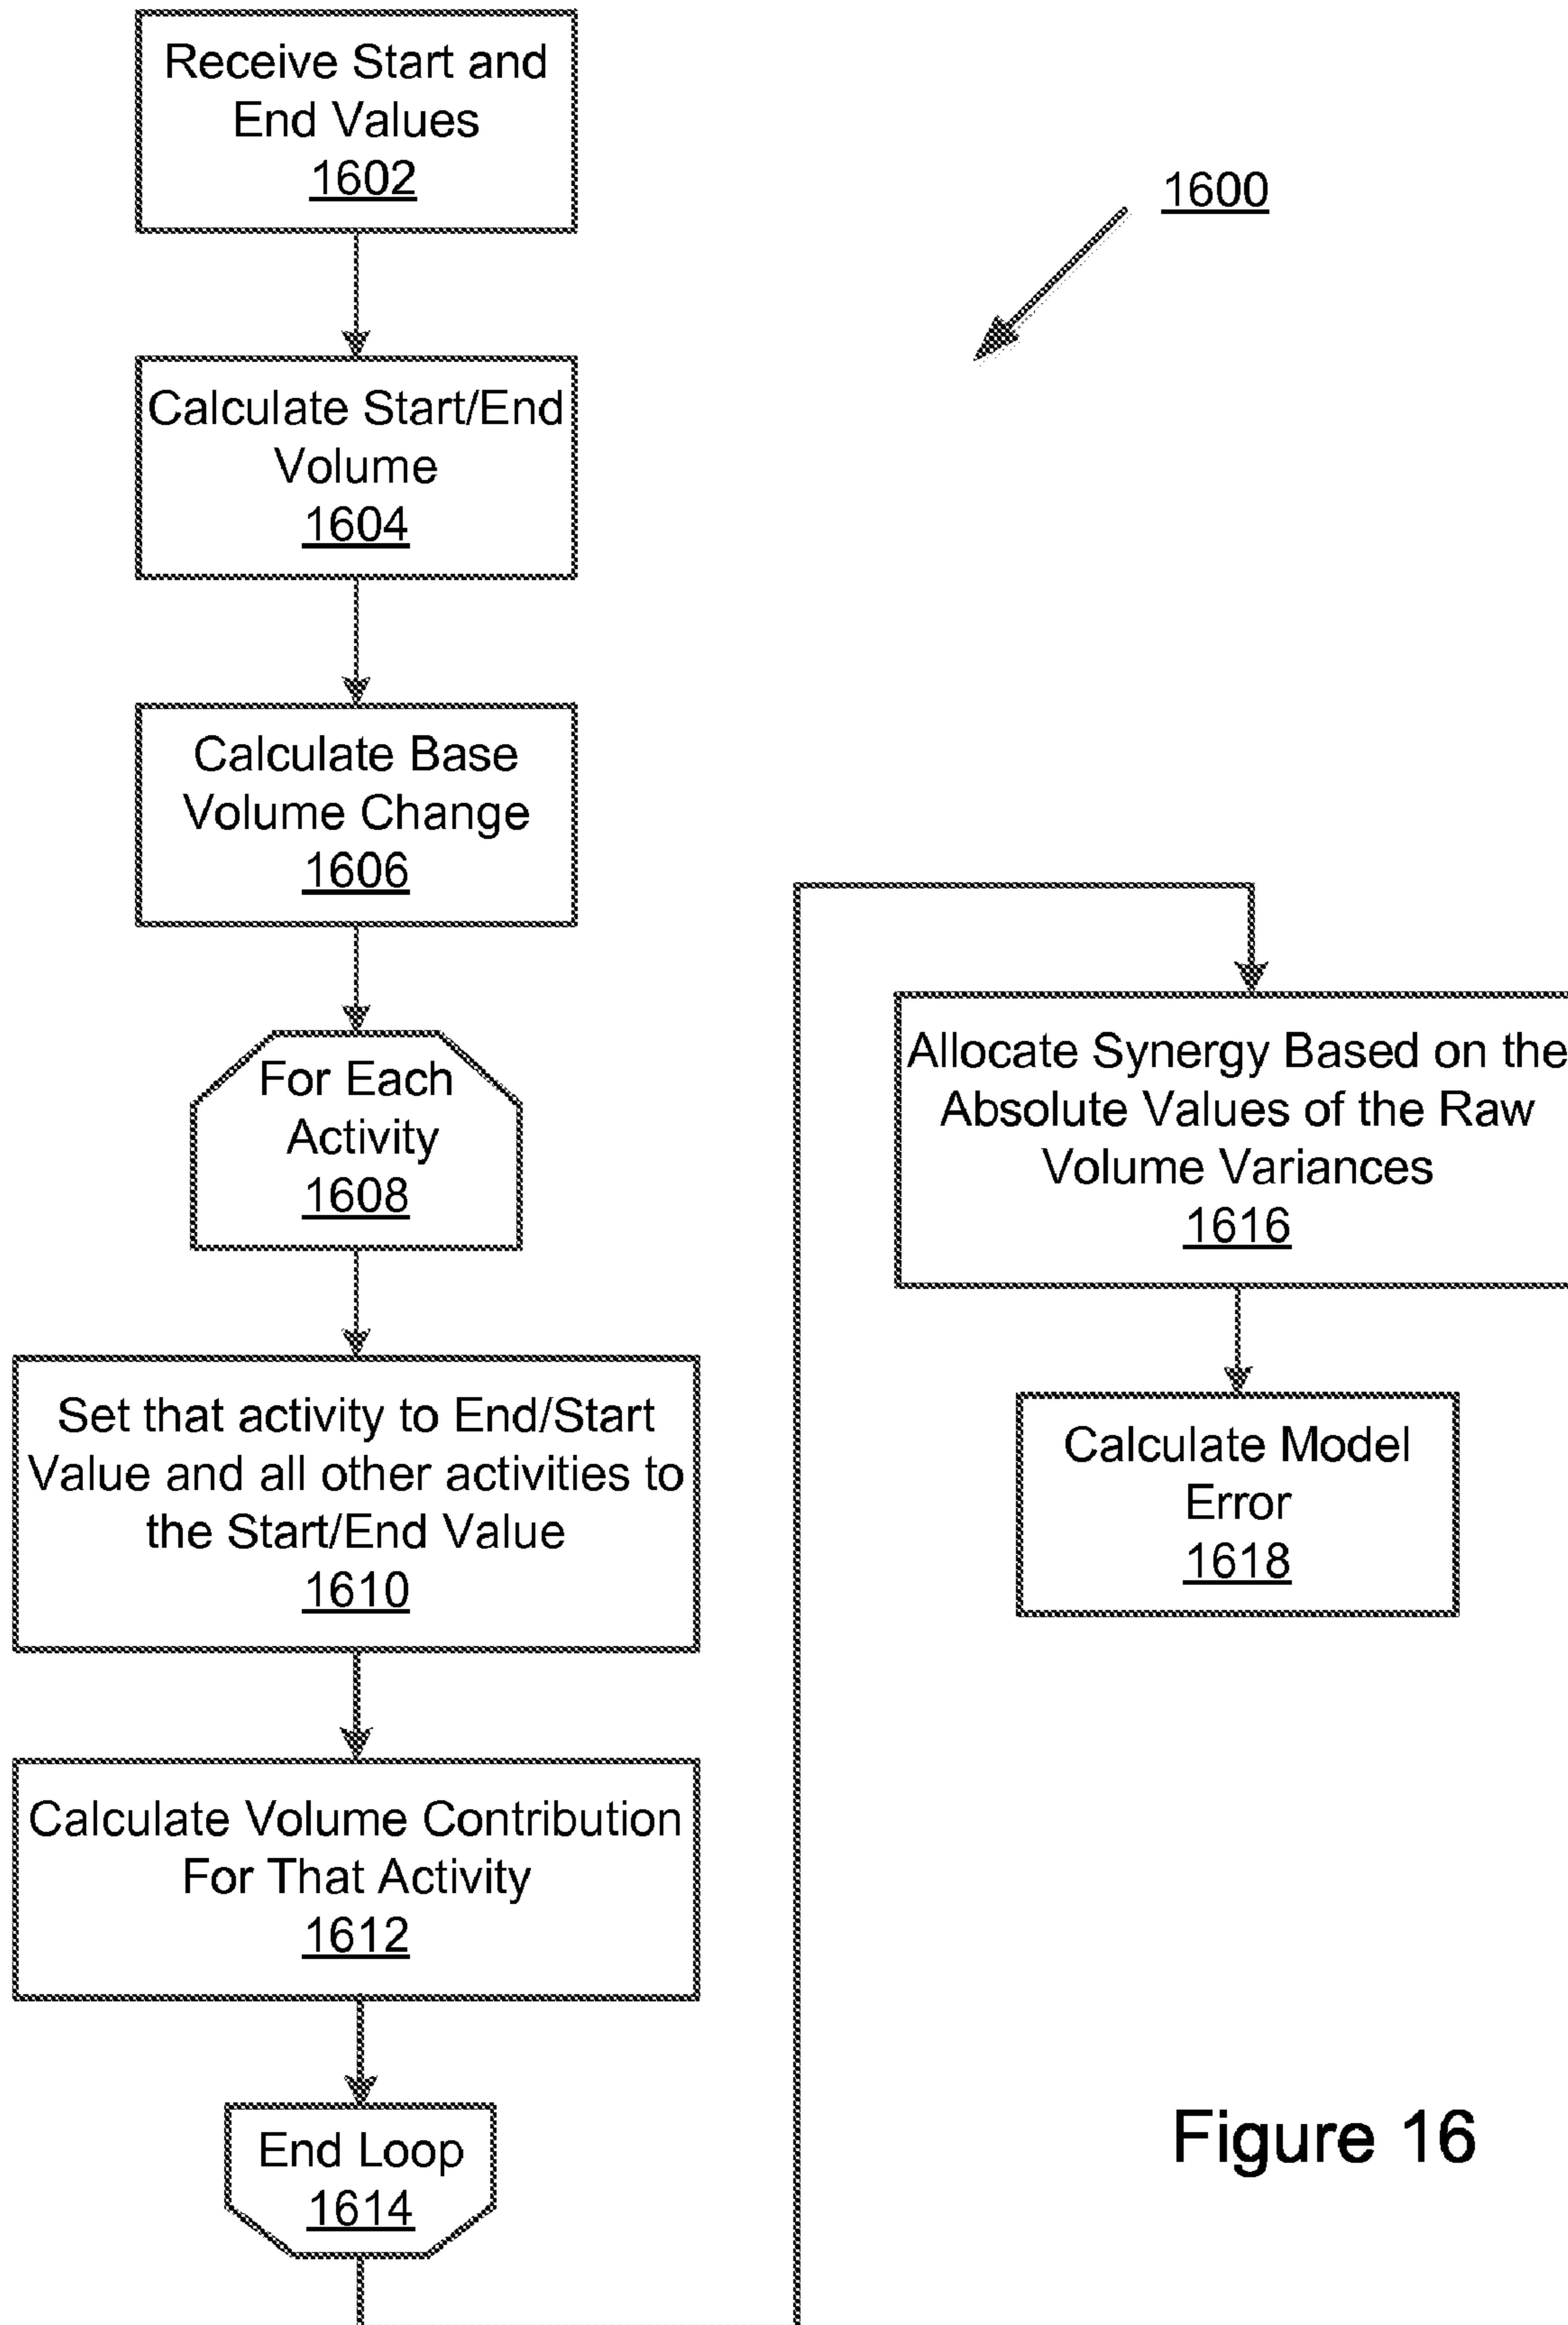 Receive Start and
End Values
1602
1600
Calculate Start/End
Volume
1604
Calculate Base
Volume Change
1606
For Each
Activity
1608
Set that activity to End/Start
Value and all other activities to
the Start/End Value
1610
Calculate Volume Contribution
For That Activity
1612
End Loop
1614
Allocate Synergy Based on the
Absolute Values of the Raw
Volume Variances
1616
Calculate Model
Error
1618
Figure 16